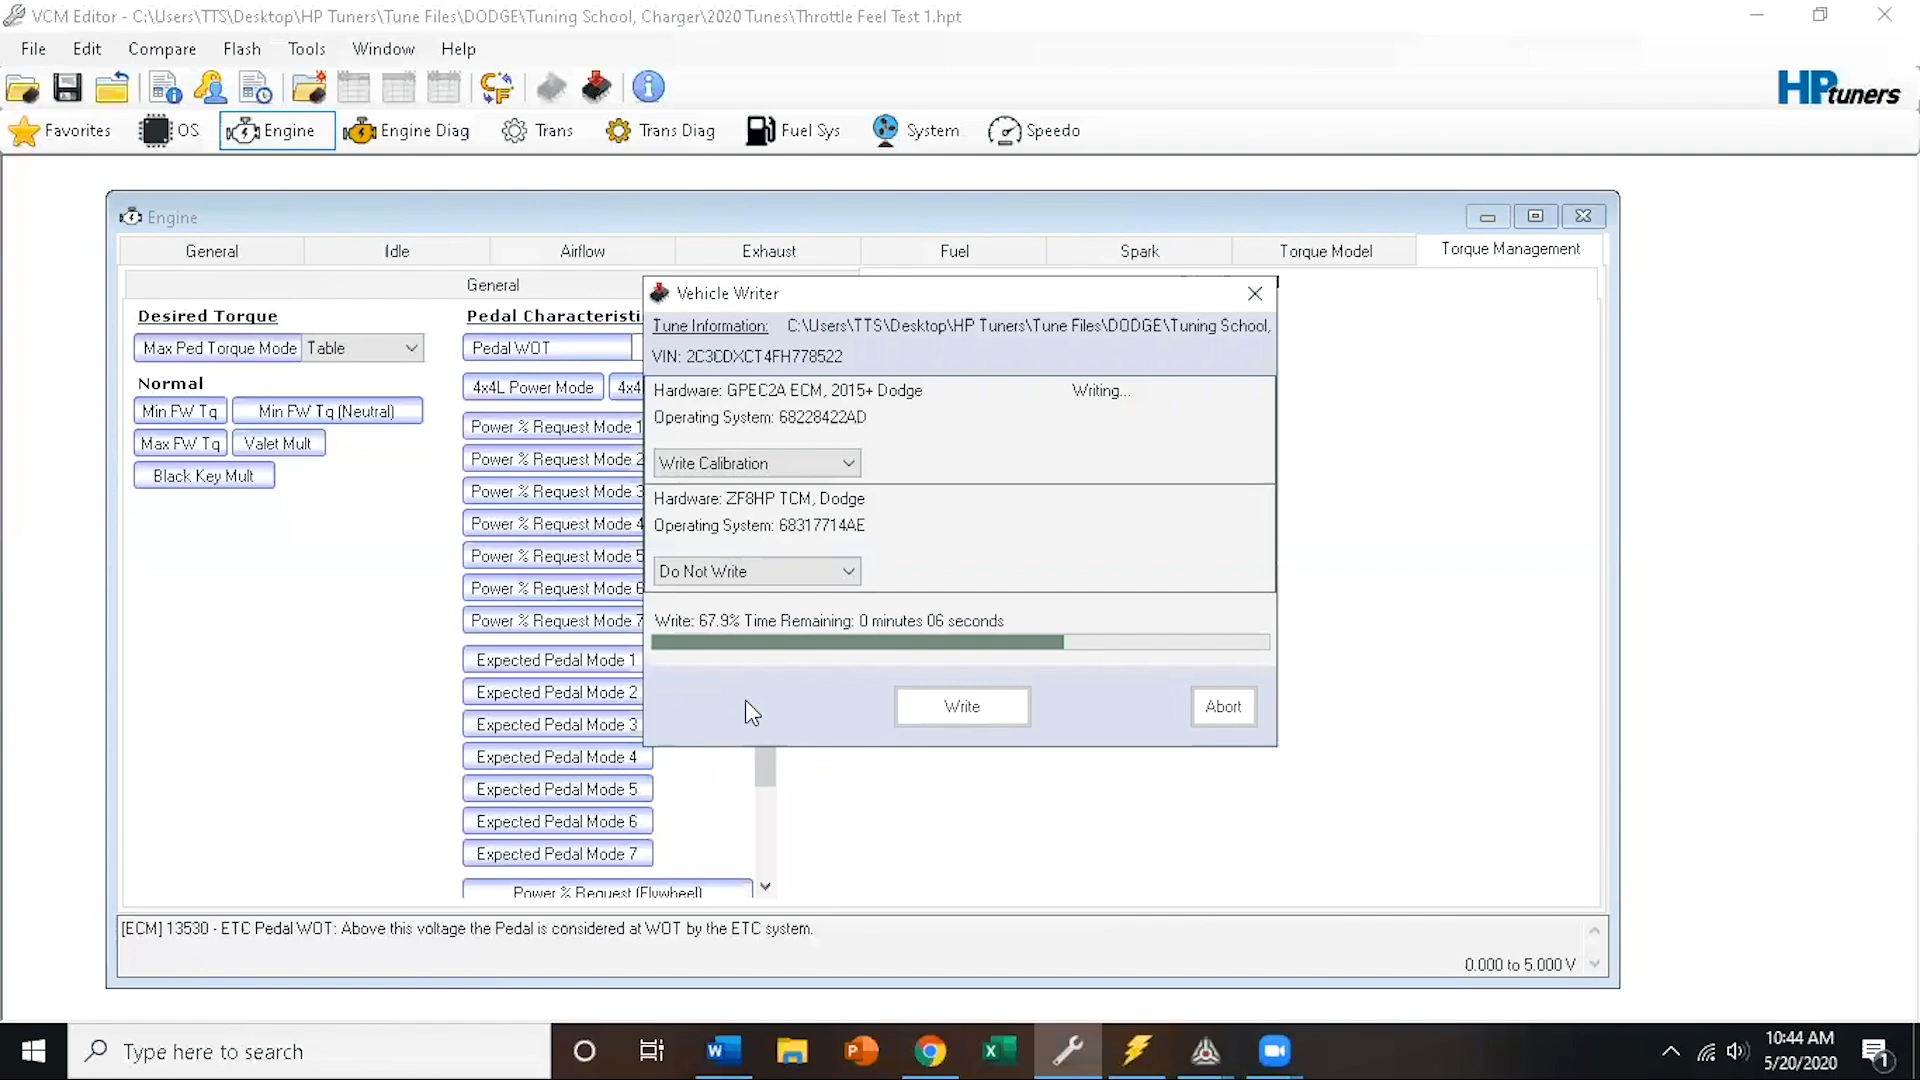 VCM Editor - C:\Users\TTS\Desktop\HP Tuners\Tune Files\DODGE\Tuning School, Charger\2020 Tunes\Throttle Feel Test 1.hpt
File Edit Compare Flash Tools Window Help
HPtuners
Favorites OS Engine Engine Diag Trans Trans Diag Fuel Sys System Speedo
Engine
General Idle Airflow Exhaust Fuel Spark Torque Model Torque Management
General
Desired Torque
Max Ped Torque Mode Table
Normal
Min FW Tq Min FW Tq (Neutral)
Max FW Tq Valet Mult
Black Key Mult
Pedal Characteristi
Pedal WOT
4x4L Power Mode 4x4
Power % Request Mode 1
Power % Request Mode 2
Power % Request Mode 3
Power % Request Mode 4
Power % Request Mode 5
Power % Request Mode 6
Power % Request Mode 7
Expected Pedal Mode 1
Expected Pedal Mode 2
Expected Pedal Mode 3
Expected Pedal Mode 4
Expected Pedal Mode 5
Expected Pedal Mode 6
Expected Pedal Mode 7
Power % Request (Flywheel)
Vehicle Writer
Tune Information: C:\Users\TTS\Desktop\HP Tuners\Tune Files\DODGE\Tuning School,
VIN: 2C3CDXCT4FH778522
Hardware: GPEC2A ECM, 2015+ Dodge Writing...
Operating System: 68228422AD
Write Calibration
Hardware: ZF8HP TCM, Dodge
Operating System: 68317714AE
Do Not Write
Write: 67.9% Time Remaining: 0 minutes 06 seconds
Write Abort
[ECM] 13530 - ETC Pedal WOT: Above this voltage the Pedal is considered at WOT by the ETC system.
0.000 to 5.000 V
Type here to search
10:44 AM
5/20/2020
1